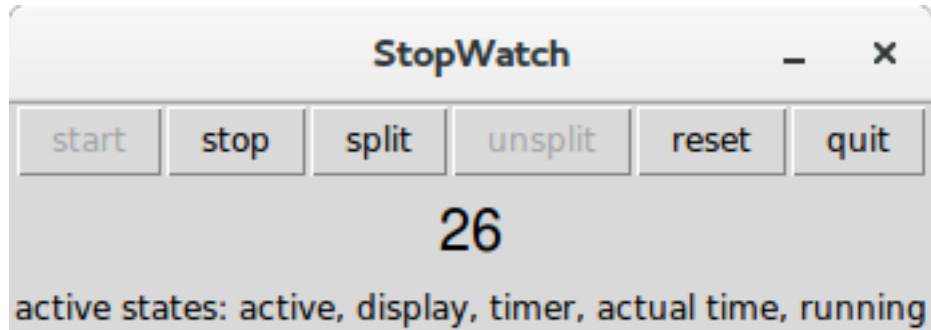 StopWatch
start stop split unsplit reset quit
26
active states: active, display, timer, actual time, running